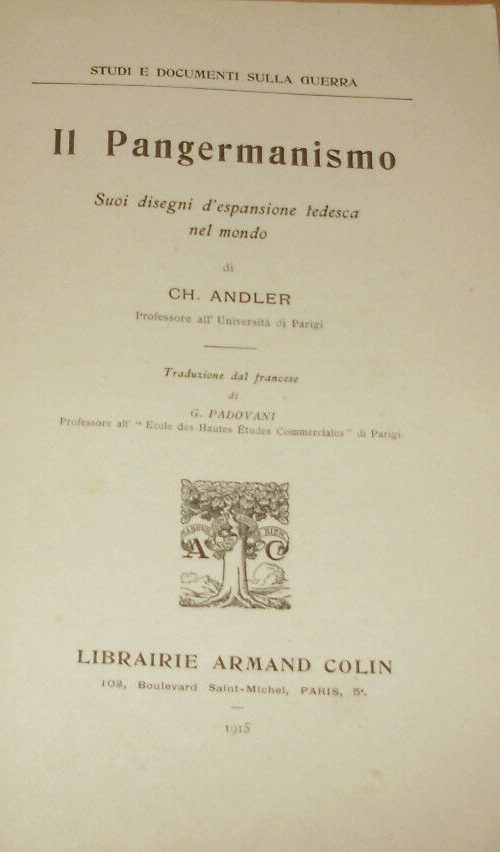 STUDI E DOCUMENTI SULLA GUERRA
Il Pangermanismo
Suoi disegni d'espansione tedesca
nel mondo
di
CH. ANDLER
Professore all' Università di Parigi
Traduzione dal francese
di
G. PADOVANI
Professore all' " Ecole des Hautes Études Commerciales " di Parigi.
A C
LIBRAIRIE ARMAND COLIN
103, Boulevard Saint-Michel, PARIS, 5e.
1915